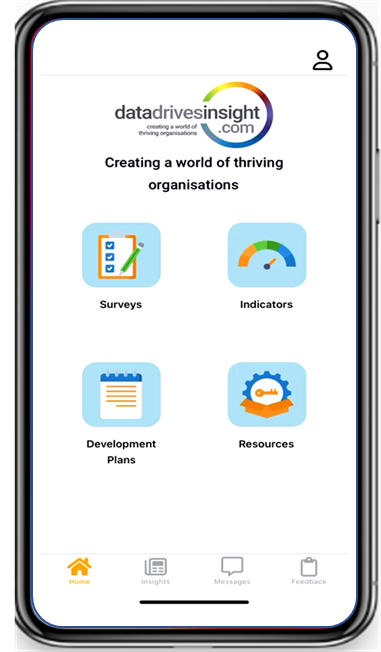 datadrivesinsight
.com
creating a world of
thriving organisations
Creating a world of thriving
organisations
Surveys
Indicators
Development
Plans
Resources
Home
Insights
Messages
Feedback